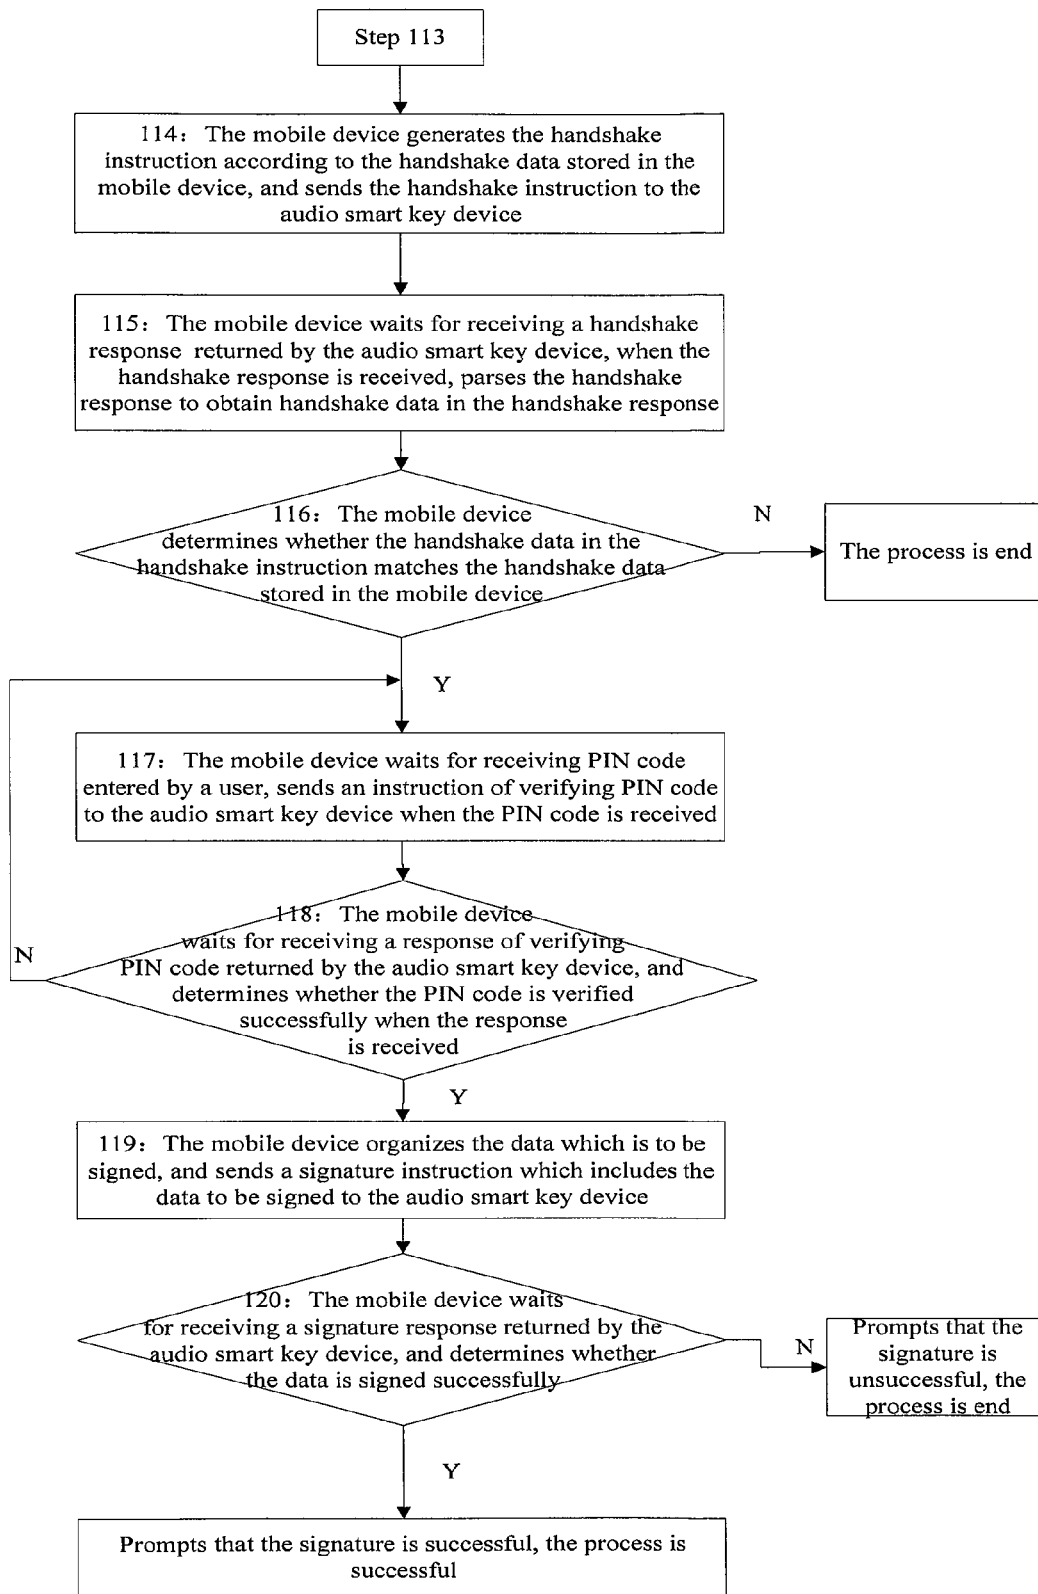 Step 113
114: The mobile device generates the handshake
instruction according to the handshake data stored in the
mobile device, and sends the handshake instruction to the
audio smart key device
115: The mobile device waits for receiving a handshake
response returned by the audio smart key device, when the
handshake response is received, parses the handshake
response to obtain handshake data in the handshake response
116: The mobile device
determines whether the handshake data in the
handshake instruction matches the handshake data
stored in the mobile device
N
The process is end
Y
117: The mobile device waits for receiving PIN code
entered by a user, sends an instruction of verifying PIN code
to the audio smart key device when the PIN code is received
118: The mobile device
waits for receiving a response of verifying
PIN code returned by the audio smart key device, and
determines whether the PIN code is verified
successfully when the response
is received
N
Y
119: The mobile device organizes the data which is to be
signed, and sends a signature instruction which includes the
data to be signed to the audio smart key device
120: The mobile device waits
for receiving a signature response returned by the
audio smart key device, and determines whether
the data is signed successfully
N
Prompts that the
signature is
unsuccessful, the
process is end
Y
Prompts that the signature is successful, the process is
successful